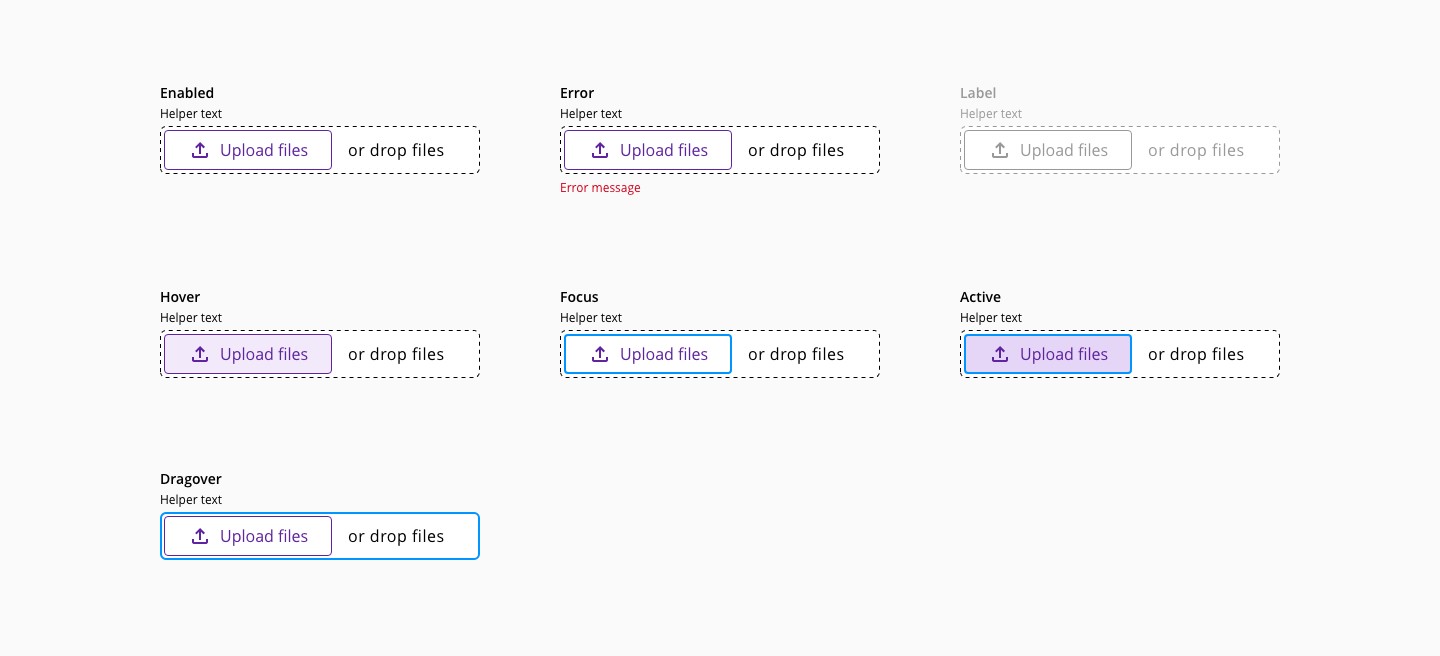 Enabled
Helper text
Upload files or drop files
Error
Helper text
Upload files or drop files
Error message
Label
Helper text
Upload files or drop files
Hover
Helper text
Upload files or drop files
Focus
Helper text
Upload files or drop files
Active
Helper text
Upload files or drop files
Dragover
Helper text
Upload files or drop files